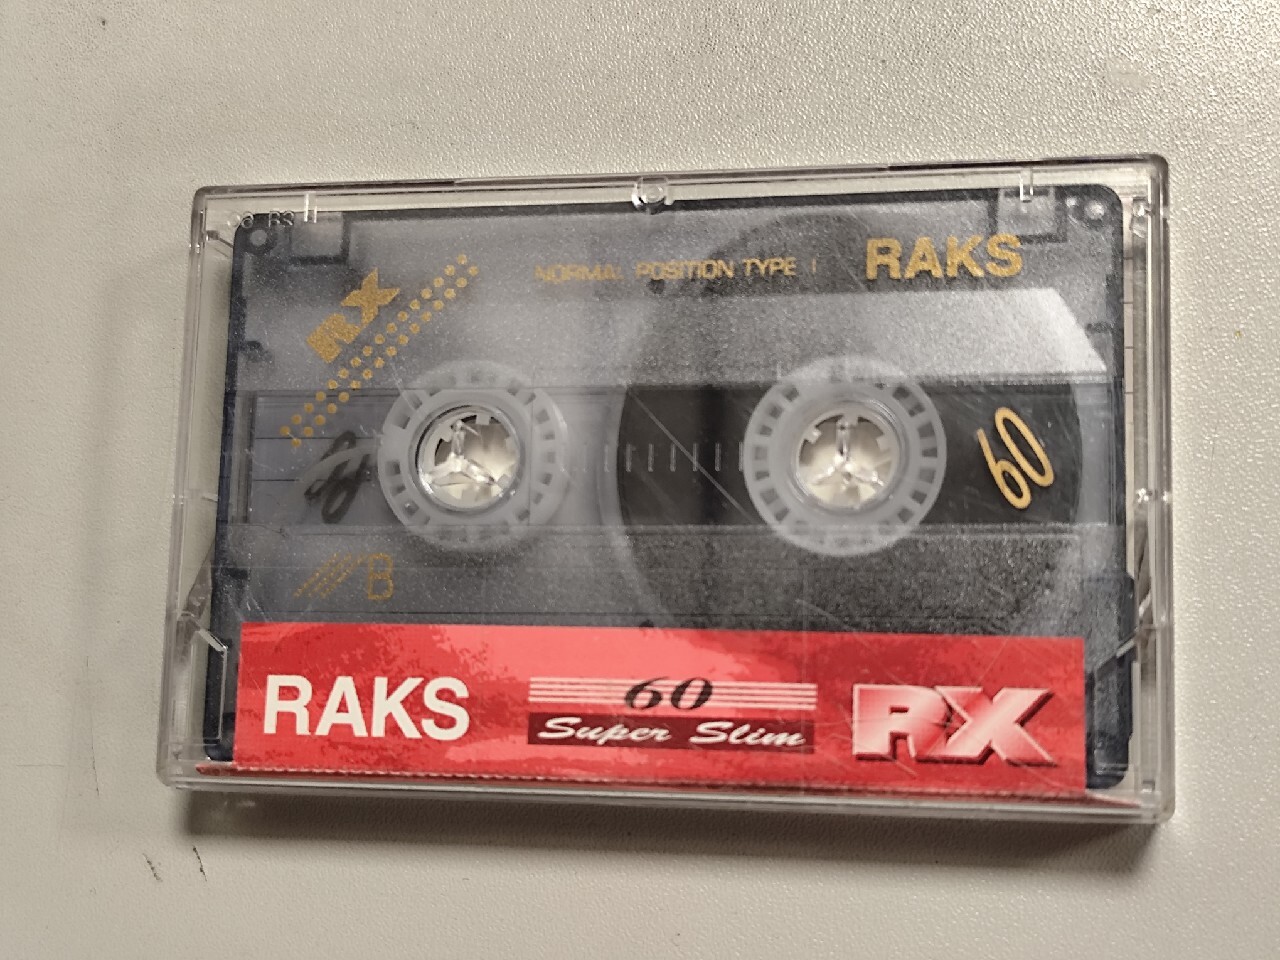 RX
NORMAL POSITION TYPE I
RAKS
60
B
RAKS
60
Super Slim
RX